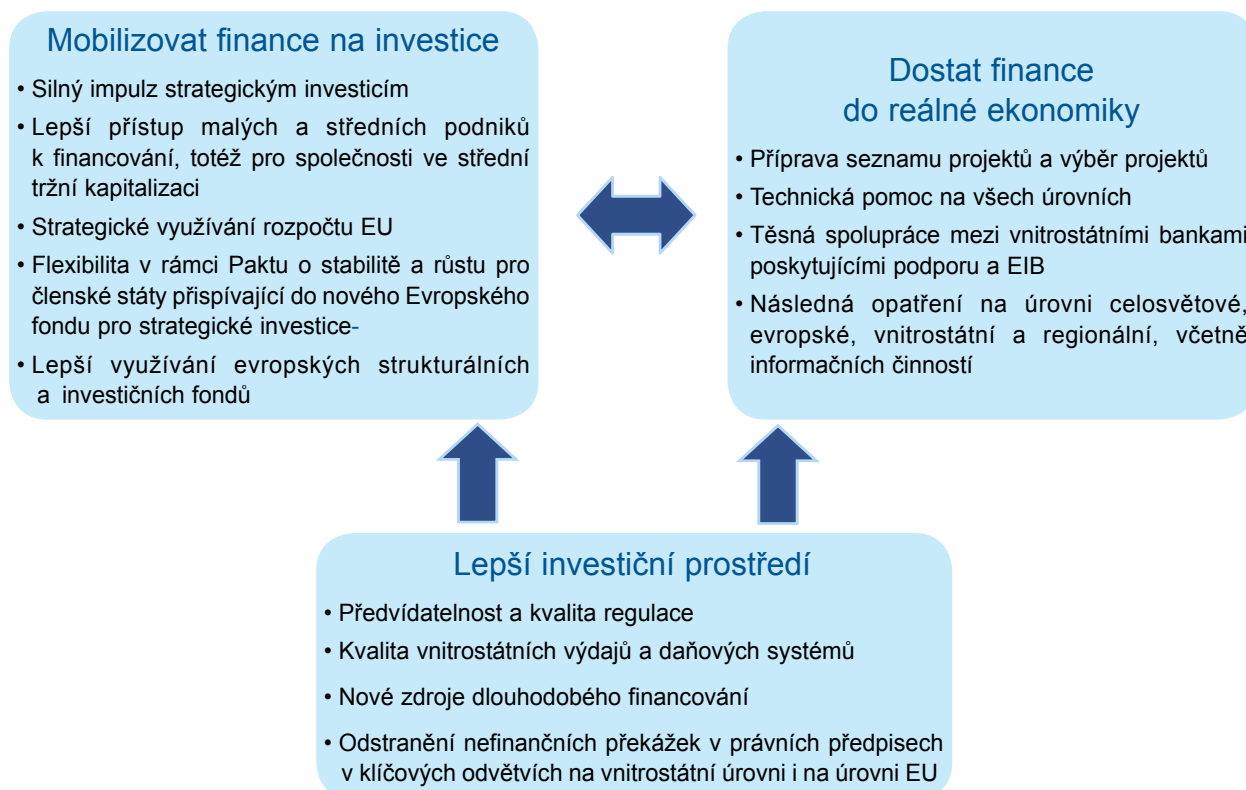 Mobilizovat finance na investice
• Silný impulz strategickým investicím
• Lepší přístup malých a středních podniků
k financování, totéž pro společnosti ve střední
tržní kapitalizaci
• Strategické využívání rozpočtu EU
• Flexibilita v rámci Paktu o stabilitě a růstu pro
členské státy přispívající do nového Evropského
fondu pro strategické investice-
• Lepší využívání evropských strukturálních
a investičních fondů
Dostat finance
do reálné ekonomiky
• Příprava seznamu projektů a výběr projektů
• Technická pomoc na všech úrovních
• Těsná spolupráce mezi vnitrostátními bankami
poskytujícími podporu a EIB
• Následná opatření na úrovni celosvětové,
evropské, vnitrostátní a regionální, včetně
informačních činností
Lepší investiční prostředí
• Předvídatelnost a kvalita regulace
• Kvalita vnitrostátních výdajů a daňových systémů
• Nové zdroje dlouhodobého financování
• Odstranění nefinančních překážek v právních předpisech
v klíčových odvětvích na vnitrostátní úrovni i na úrovni EU